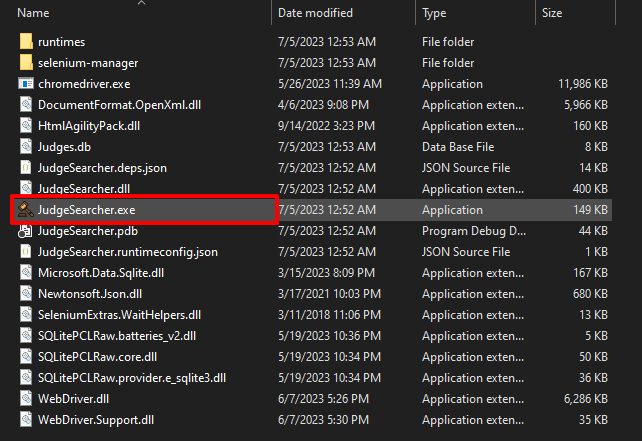 Name Date modified Type Size
runtimes 7/5/2023 12:53 AM File folder
selenium-manager 7/5/2023 12:53 AM File folder
chromedriver.exe 5/26/2023 11:39 AM Application 11,986 KB
DocumentFormat.OpenXml.dll 4/6/2023 9:08 PM Application exten... 5,966 KB
HtmlAgilityPack.dll 9/14/2022 3:23 PM Application exten... 160 KB
Judges.db 7/5/2023 12:53 AM Data Base File 8 KB
JudgeSearcher.deps.json 7/5/2023 12:52 AM JSON Source File 14 KB
JudgeSearcher.dll 7/5/2023 12:52 AM Application exten... 400 KB
JudgeSearcher.exe 7/5/2023 12:52 AM Application 149 KB
JudgeSearcher.pdb 7/5/2023 12:52 AM Program Debug D... 44 KB
JudgeSearcher.runtimeconfig.json 7/5/2023 12:52 AM JSON Source File 1 KB
Microsoft.Data.Sqlite.dll 3/15/2023 8:09 PM Application exten... 167 KB
Newtonsoft.Json.dll 3/17/2021 10:03 PM Application exten... 680 KB
SeleniumExtras.WaitHelpers.dll 3/11/2018 11:06 PM Application exten... 13 KB
SQLitePCLRaw.batteries_v2.dll 5/19/2023 10:36 PM Application exten... 5 KB
SQLitePCLRaw.core.dll 5/19/2023 10:34 PM Application exten... 50 KB
SQLitePCLRaw.provider.e_sqlite3.dll 5/19/2023 10:34 PM Application exten... 36 KB
WebDriver.dll 6/7/2023 5:26 PM Application exten... 6,286 KB
WebDriver.Support.dll 6/7/2023 5:30 PM Application exten... 35 KB